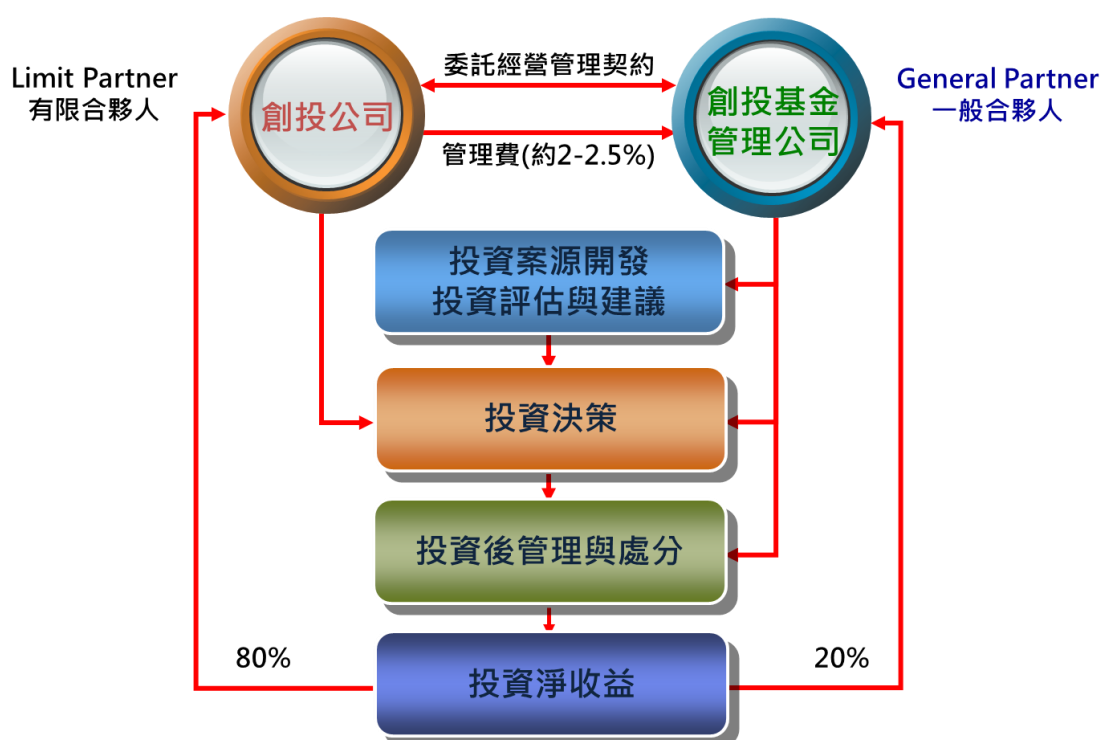 Limit Partner
有限合夥人
創投公司
委託經營管理契約
管理費(約2-2.5%)
創投基金
管理公司
General Partner
一般合夥人
投資案源開發
投資評估與建議
投資決策
投資後管理與處分
80%
投資淨收益
20%